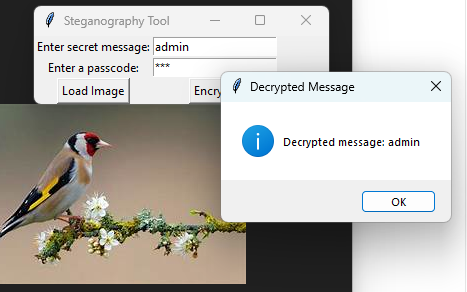 Steganography Tool
Enter secret message: admin
Enter a passcode: ***
Load Image
Decrypted Message
Decrypted message: admin
OK